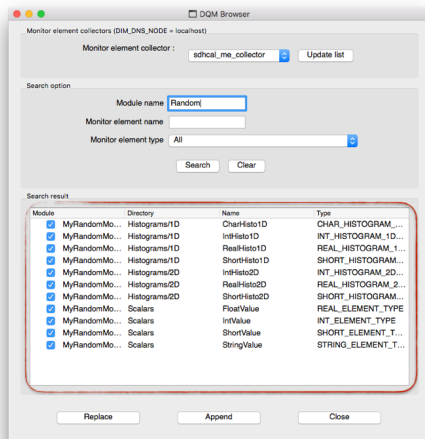 DQM Browser
Monitor element collectors (DIM_DNS_NODE = localhost)
Monitor element collector : sdhcal_me_collector Update list
Search option
Module name Random
Monitor element name
Monitor element type All
Search Clear
Search result
Module Directory Name Type
MyRandomMo... Histograms/1D CharHisto1D CHAR_HISTOGRAM_...
MyRandomMo... Histograms/1D IntHisto1D INT_HISTOGRAM_1D...
MyRandomMo... Histograms/1D RealHisto1D REAL_HISTOGRAM_1...
MyRandomMo... Histograms/1D ShortHisto1D SHORT_HISTOGRAM...
MyRandomMo... Histograms/2D IntHisto2D INT_HISTOGRAM_2D...
MyRandomMo... Histograms/2D RealHisto2D REAL_HISTOGRAM_2...
MyRandomMo... Histograms/2D ShortHisto2D SHORT_HISTOGRAM...
MyRandomMo... Scalars FloatValue REAL_ELEMENT_TYPE
MyRandomMo... Scalars IntValue INT_ELEMENT_TYPE
MyRandomMo... Scalars ShortValue SHORT_ELEMENT_T...
MyRandomMo... Scalars StringValue STRING_ELEMENT_T...
Replace Append Close